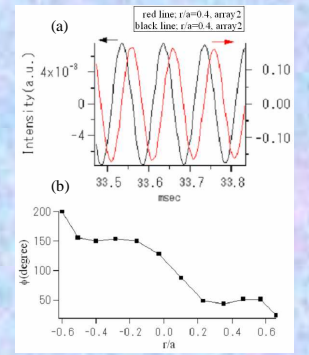 red line; r/a=0.4, array2
black line; r/a=0.4, array2
(a)
Intensity(a.u.)
4x10⁻³
0
-4
0.10
0.00
-0.10
33.5 33.6 33.7 33.8
msec
(b)
ϕ(degree)
200
150
100
50
-0.6 -0.4 -0.2 0.0 0.2 0.4 0.6
r/a